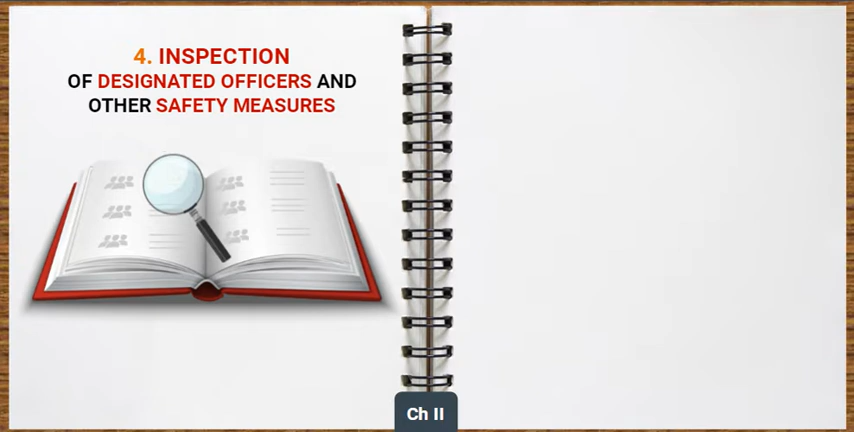 4. INSPECTION
OF DESIGNATED OFFICERS AND
OTHER SAFETY MEASURES
Ch II